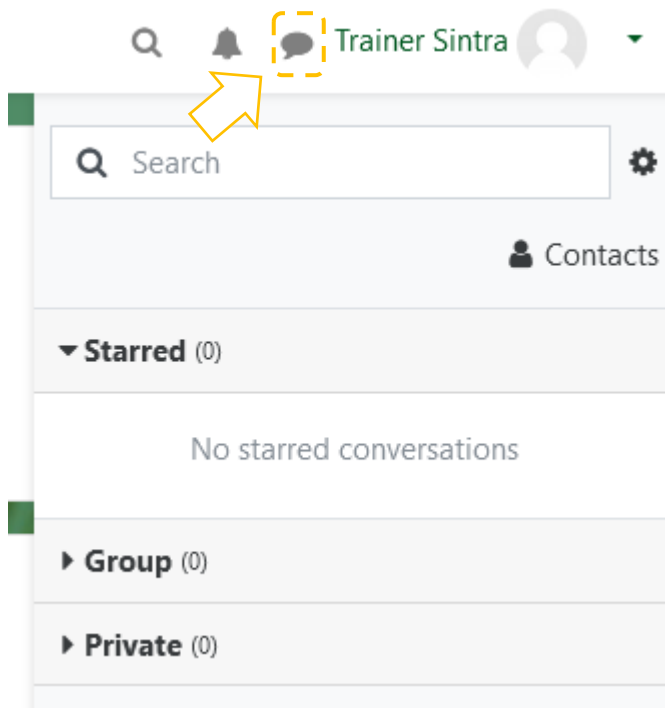 Trainer Sintra
Search
Contacts
Starred (0)
No starred conversations
Group (0)
Private (0)